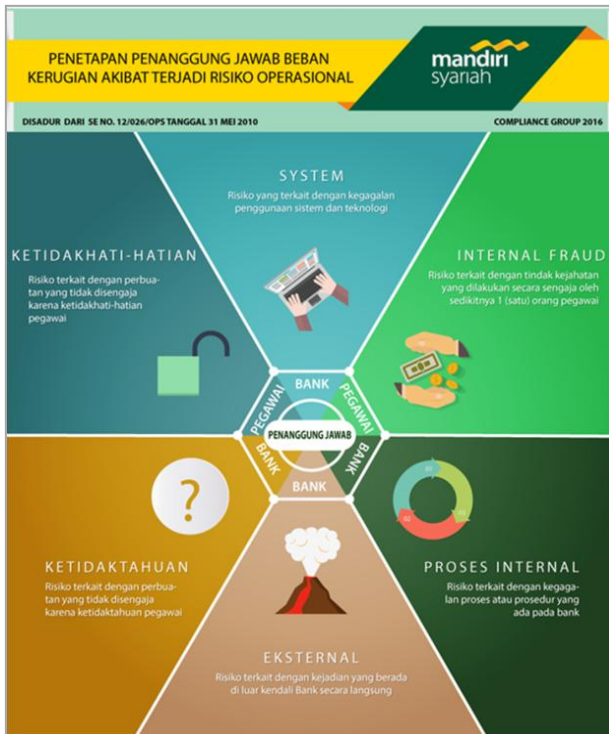 PENETAPAN PENANGGUNG JAWAB BEBAN
KERUGIAN AKIBAT TERJADI RISIKO OPERASIONAL
mandiri
syariah
DISADUR DARI SE NO. 12/026/OPS TANGGAL 31 MEI 2010
COMPLIANCE GROUP 2016
SYSTEM
Risiko yang terkait dengan kegagalan
penggunaan sistem dan teknologi
KETIDAKHATI-HATIAN
Risiko terkait dengan perbua-
tan yang tidak disengaja
karena ketidakhati-hatian
pegawai
INTERNAL FRAUD
Risiko terkait dengan tindak kejahatan
yang dilakukan secara sengaja oleh
sedikitnya 1 (satu) orang pegawai
BANK
PEGAWAI
PEGAWAI
PENANGGUNG JAWAB
BANK
BANK
BANK
?
01
02
03
KETIDAKTAHUAN
Risiko terkait dengan perbua-
tan yang tidak disengaja
karena ketidaktahuan pegawai
PROSES INTERNAL
Risiko terkait dengan kegaga-
lan proses atau prosedur yang
ada pada bank
EKSTERNAL
Risiko terkait dengan kejadian yang berada
di luar kendali Bank secara langsung